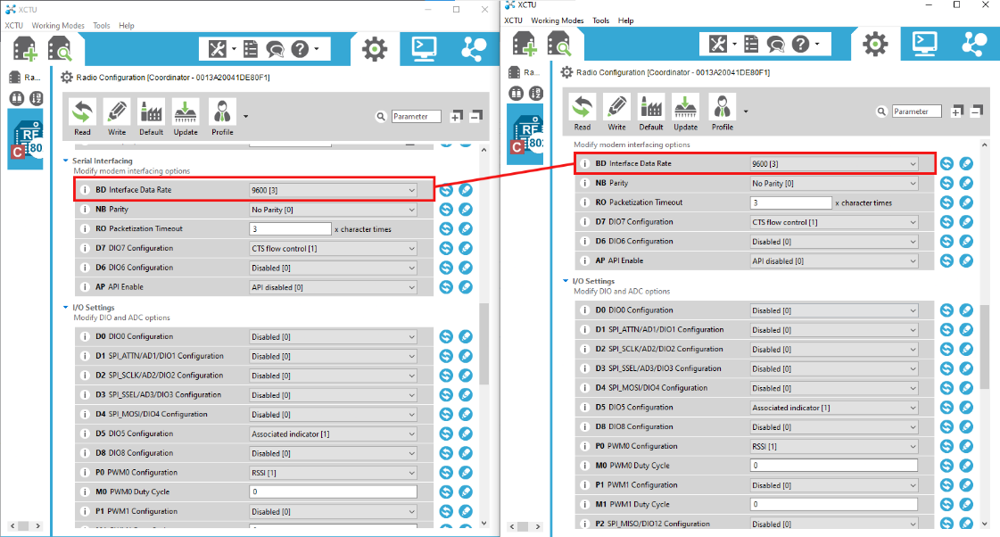 XCTU
XCTU Working Modes Tools Help
Ra...
Radio Configuration [Coordinator - 0013A20041DE80F1]
Read Write Default Update Profile
Parameter
RF
C 80
Serial Interfacing
Modify modem interfacing options
i BD Interface Data Rate 9600 [3]
i NB Parity No Parity [0]
i RO Packetization Timeout 3 x character times
i D7 DIO7 Configuration CTS flow control [1]
i D6 DIO6 Configuration Disabled [0]
i AP API Enable API disabled [0]
I/O Settings
Modify DIO and ADC options
i D0 DIO0 Configuration Disabled [0]
i D1 SPI_ATTN/AD1/DIO1 Configuration Disabled [0]
i D2 SPI_SCLK/AD2/DIO2 Configuration Disabled [0]
i D3 SPI_SSEL/AD3/DIO3 Configuration Disabled [0]
i D4 SPI_MOSI/DIO4 Configuration Disabled [0]
i D5 DIO5 Configuration Associated indicator [1]
i D8 DIO8 Configuration Disabled [0]
i P0 PWM0 Configuration RSSI [1]
i M0 PWM0 Duty Cycle 0
i P1 PWM1 Configuration Disabled [0]
XCTU
XCTU Working Modes Tools Help
Ra...
Radio Configuration [Coordinator - 0013A20041DE80F1]
Read Write Default Update Profile
Parameter
RF
C 802
Modify modem interfacing options
i BD Interface Data Rate 9600 [3]
i NB Parity No Parity [0]
i RO Packetization Timeout 3 x character times
i D7 DIO7 Configuration CTS flow control [1]
i D6 DIO6 Configuration Disabled [0]
i AP API Enable API disabled [0]
I/O Settings
Modify DIO and ADC options
i D0 DIO0 Configuration Disabled [0]
i D1 SPI_ATTN/AD1/DIO1 Configuration Disabled [0]
i D2 SPI_SCLK/AD2/DIO2 Configuration Disabled [0]
i D3 SPI_SSEL/AD3/DIO3 Configuration Disabled [0]
i D4 SPI_MOSI/DIO4 Configuration Disabled [0]
i D5 DIO5 Configuration Associated indicator [1]
i D8 DIO8 Configuration Disabled [0]
i P0 PWM0 Configuration RSSI [1]
i M0 PWM0 Duty Cycle 0
i P1 PWM1 Configuration Disabled [0]
i M1 PWM1 Duty Cycle 0
i P2 SPI_MISO/DIO12 Configuration Disabled [0]